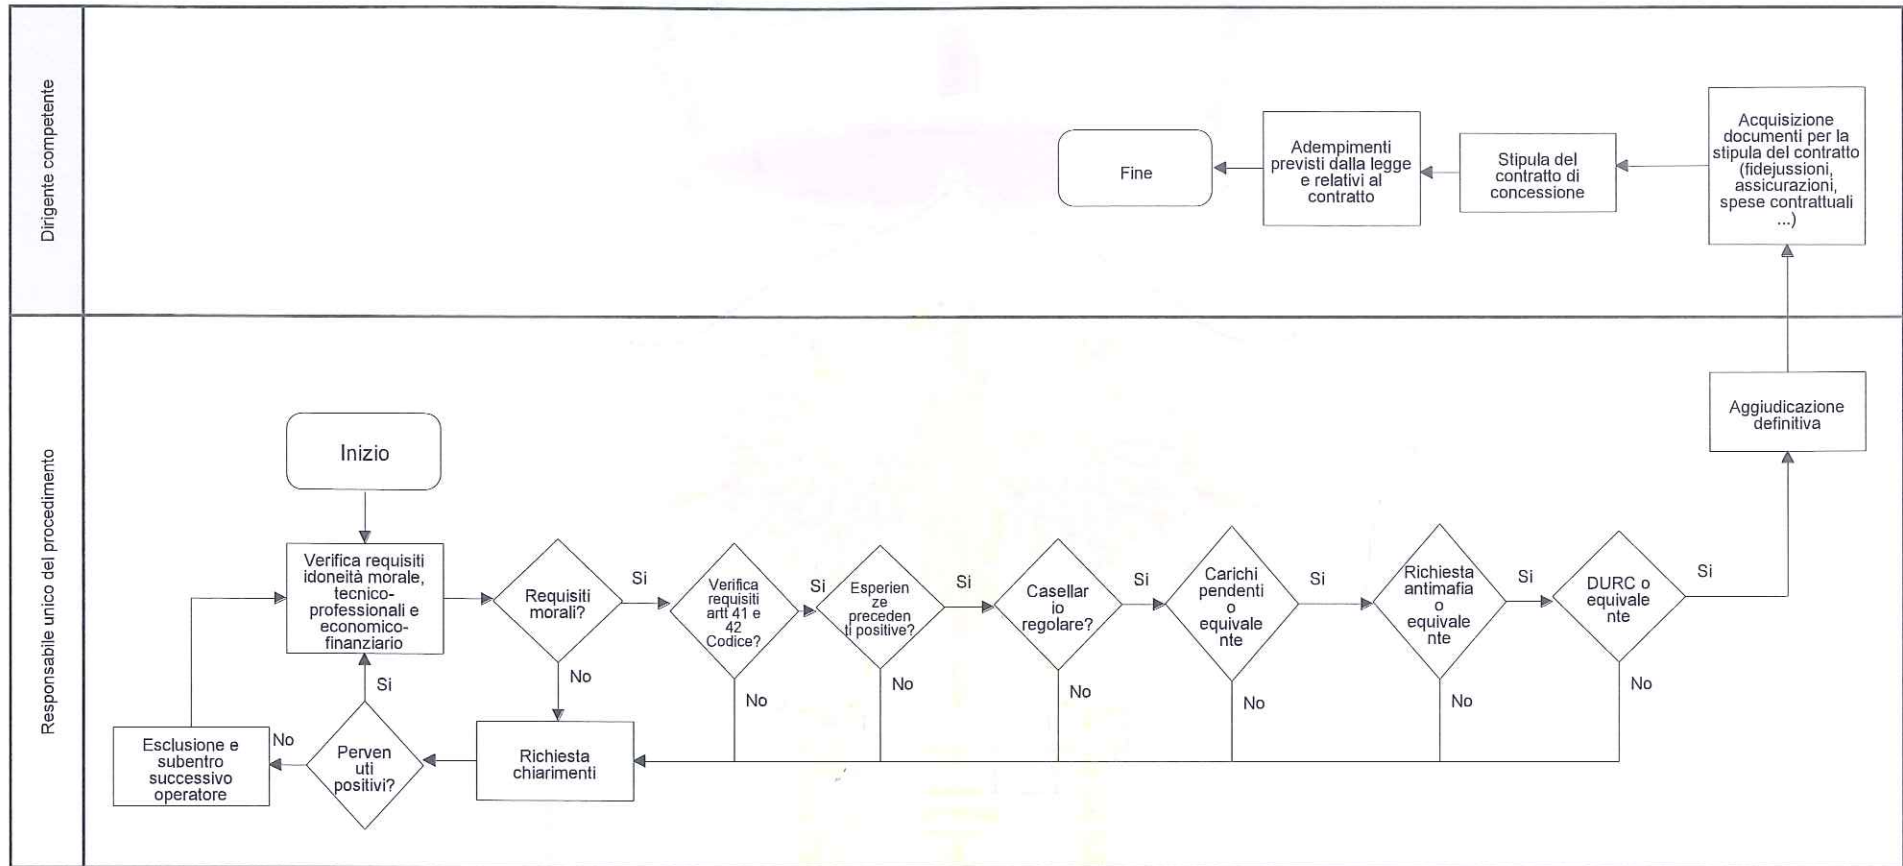 Dirigente competente
Fine
Adempimenti
previsti dalla legge
e relativi al
contratto
Stipula del
contratto di
concessione
Acquisizione
documenti per la
stipula del contratto
(fidejussioni,
assicurazioni,
spese contrattuali
...)
Responsabile unico del procedimento
Aggiudicazione
definitiva
Inizio
Verifica requisiti
idoneità morale,
tecnico-
professionali e
economico-
finanziario
Requisiti
morali?
Si
No
Verifica
requisiti
artt 41 e
42
Codice?
Si
No
Esperien
ze
preceden
ti positive?
Si
No
Casellar
io
regolare?
Si
No
Carichi
pendenti
o
equivale
nte
Si
No
Richiesta
antimafia
o
equivale
nte
Si
No
DURC o
equivale
nte
Si
No
Richiesta
chiarimenti
Perven
uti
positivi?
Si
No
Esclusione e
subentro
successivo
operatore